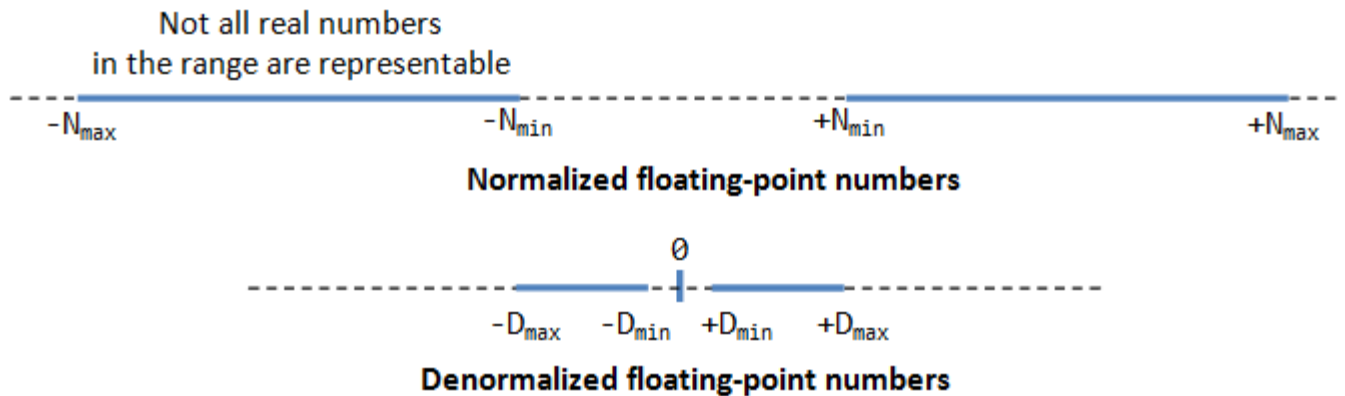 Not all real numbers
in the range are representable
-Nmax -Nmin +Nmin +Nmax
Normalized floating-point numbers
0
-Dmax -Dmin +Dmin +Dmax
Denormalized floating-point numbers